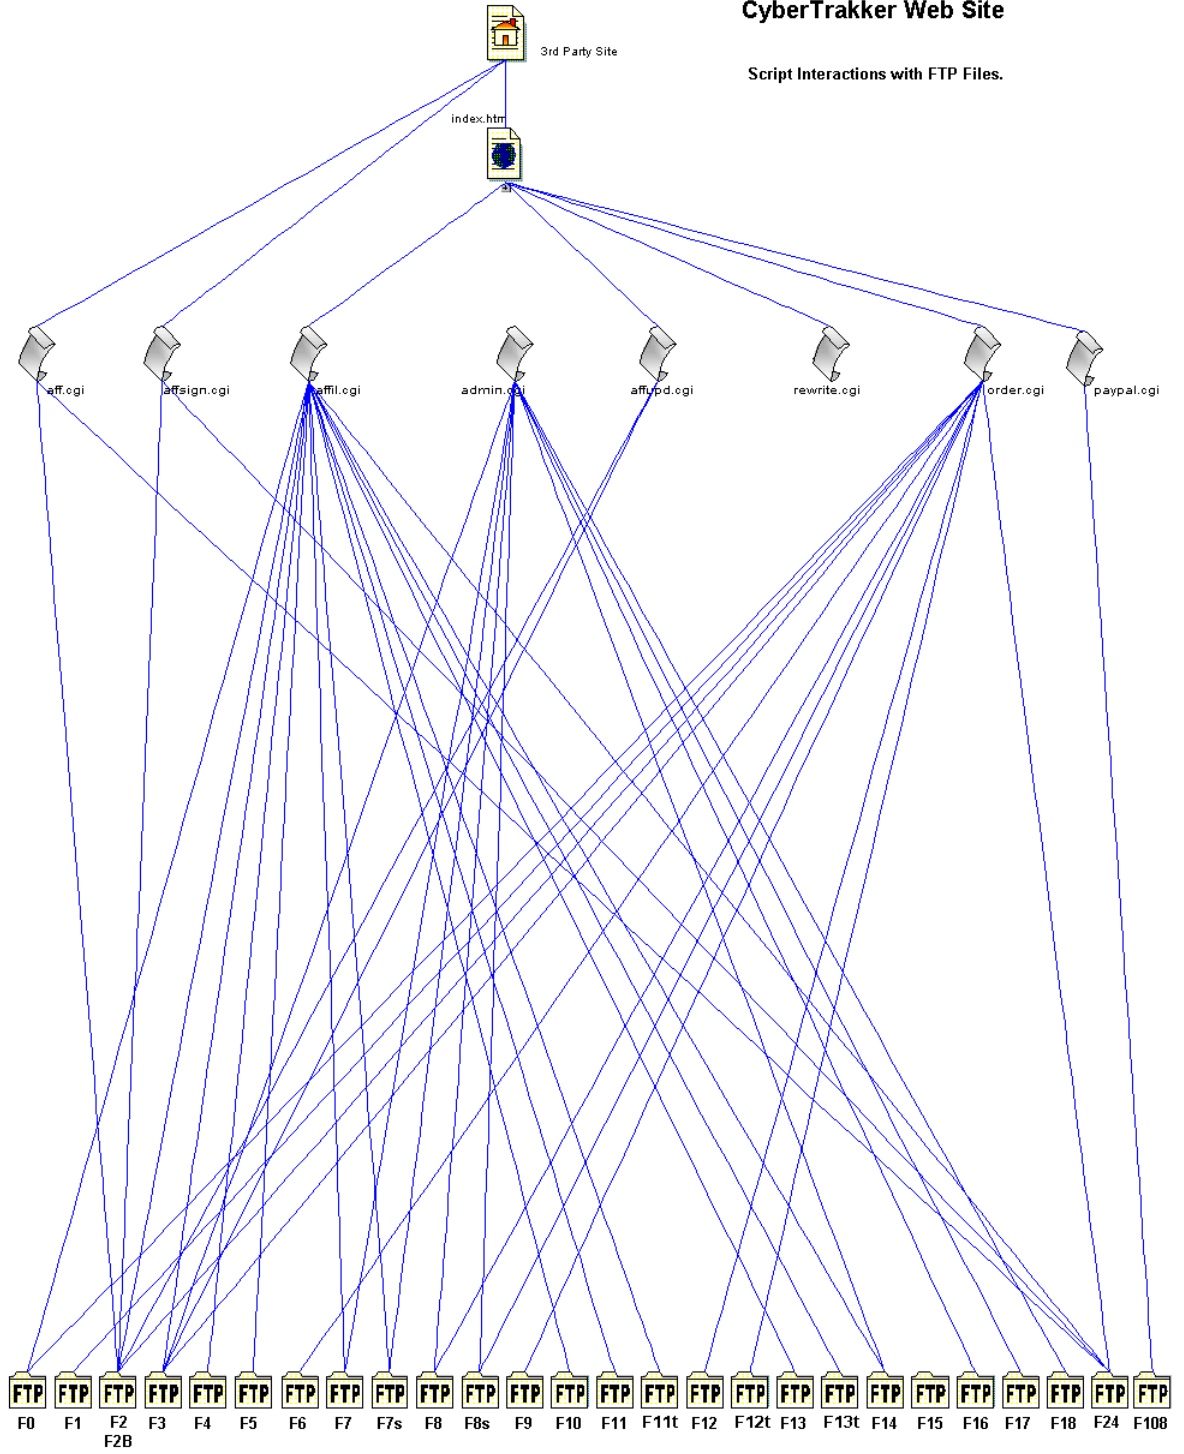 CyberTrakker Web Site
3rd Party Site
Script Interactions with FTP Files.
index.htm
aff.cgi
affsign.cgi
affil.cgi
admin.cgi
affupd.cgi
rewrite.cgi
order.cgi
paypal.cgi
FTP FTP FTP FTP FTP FTP FTP FTP FTP FTP FTP FTP FTP FTP FTP FTP FTP FTP FTP FTP FTP FTP FTP FTP FTP FTP
F0 F1 F2 F3 F4 F5 F6 F7 F7s F8 F8s F9 F10 F11 F11t F12 F12t F13 F13t F14 F15 F16 F17 F18 F24 F108
F2B